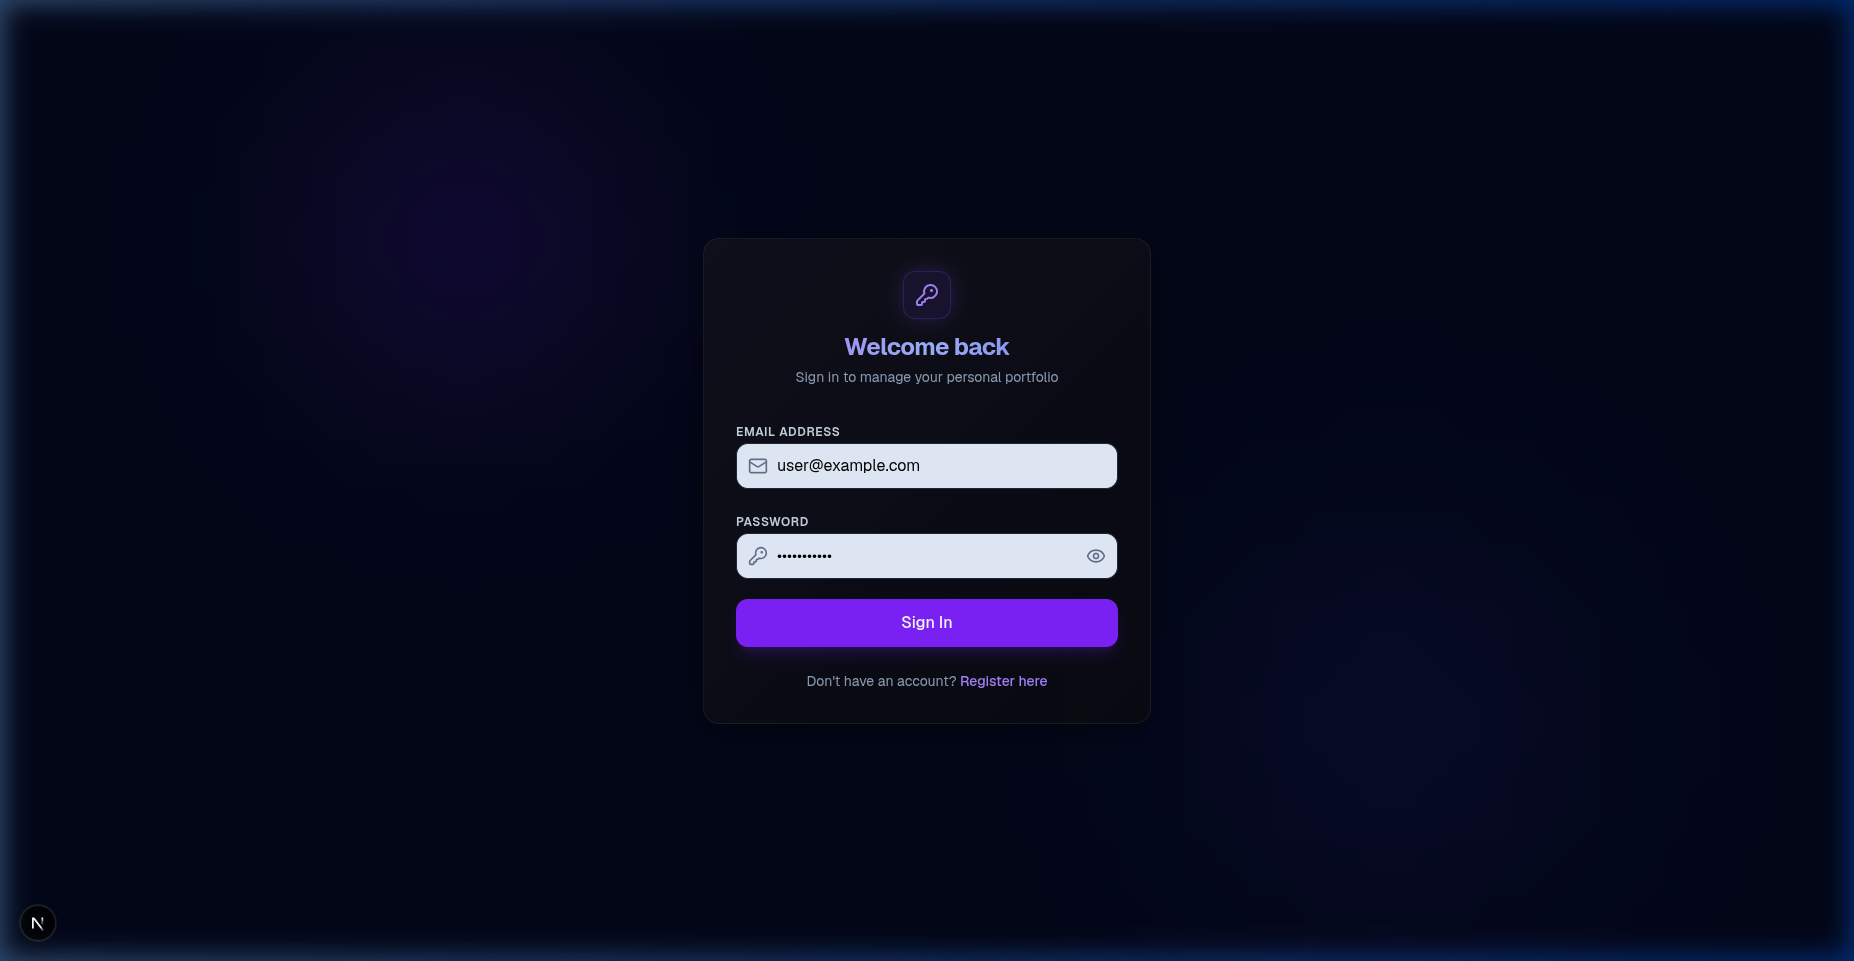 Welcome back
Sign in to manage your personal portfolio
EMAIL ADDRESS
user@example.com
PASSWORD
•••••••••••
Sign In
Don't have an account? Register here
N